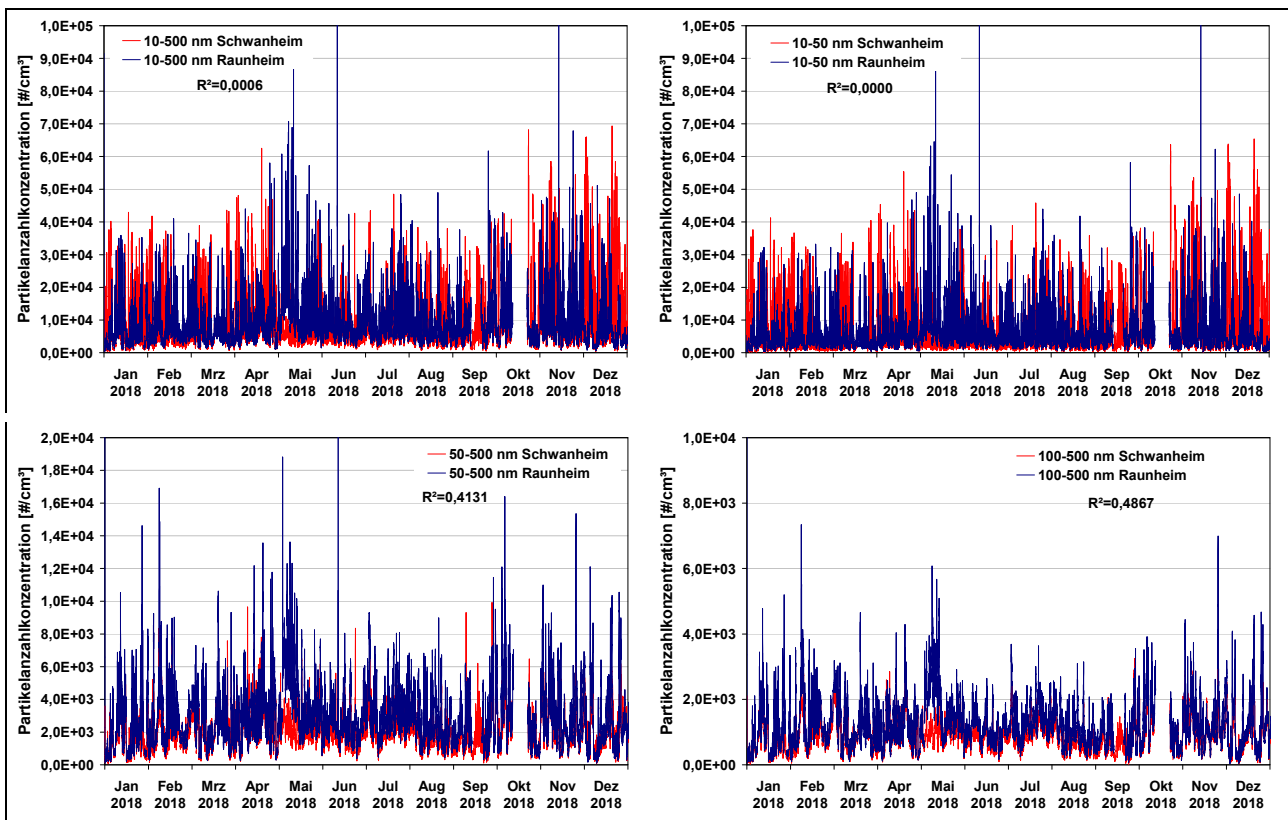 Partikelanzahlkonzentration [#/cm³]
1,0E+05
9,0E+04
8,0E+04
7,0E+04
6,0E+04
5,0E+04
4,0E+04
3,0E+04
2,0E+04
1,0E+04
0,0E+00
10-500 nm Schwanheim
10-500 nm Raunheim
R²=0,0006
Jan Feb Mrz Apr Mai Jun Jul Aug Sep Okt Nov Dez
2018 2018 2018 2018 2018 2018 2018 2018 2018 2018 2018 2018
Partikelanzahlkonzentration [#/cm³]
1,0E+05
9,0E+04
8,0E+04
7,0E+04
6,0E+04
5,0E+04
4,0E+04
3,0E+04
2,0E+04
1,0E+04
0,0E+00
10-50 nm Schwanheim
10-50 nm Raunheim
R²=0,0000
Jan Feb Mrz Apr Mai Jun Jul Aug Sep Okt Nov Dez
2018 2018 2018 2018 2018 2018 2018 2018 2018 2018 2018 2018
Partikelanzahlkonzentration [#/cm³]
2,0E+04
1,8E+04
1,6E+04
1,4E+04
1,2E+04
1,0E+04
8,0E+03
6,0E+03
4,0E+03
2,0E+03
0,0E+00
50-500 nm Schwanheim
50-500 nm Raunheim
R²=0,4131
Jan Feb Mrz Apr Mai Jun Jul Aug Sep Okt Nov Dez
2018 2018 2018 2018 2018 2018 2018 2018 2018 2018 2018 2018
Partikelanzahlkonzentration [#/cm³]
1,0E+04
8,0E+03
6,0E+03
4,0E+03
2,0E+03
0,0E+00
100-500 nm Schwanheim
100-500 nm Raunheim
R²=0,4867
Jan Feb Mrz Apr Mai Jun Jul Aug Sep Okt Nov Dez
2018 2018 2018 2018 2018 2018 2018 2018 2018 2018 2018 2018